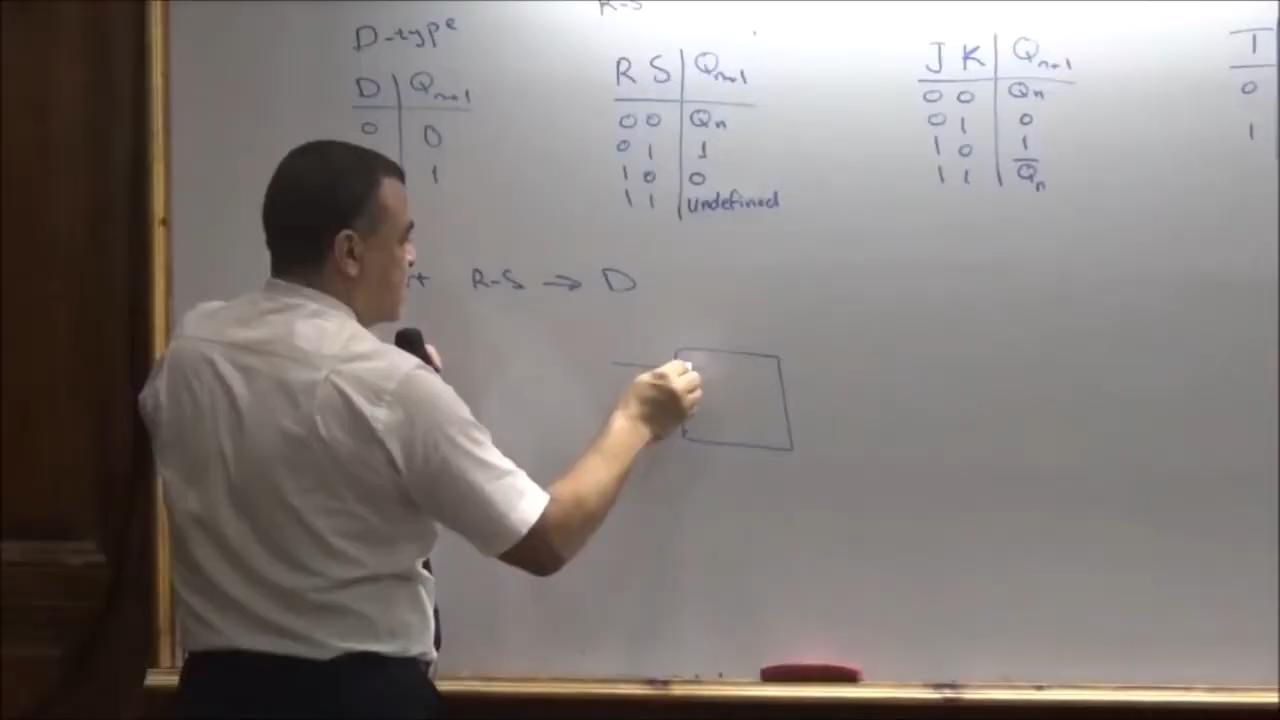 R-S
D-type
D Qn+1
0 0
1
R S Qn+1
0 0 Qn
0 1 1
1 0 0
1 1 undefined
J K Qn+1
0 0 Qn
0 1 0
1 0 1
1 1 Q̅n
T
0
1
R-S → D